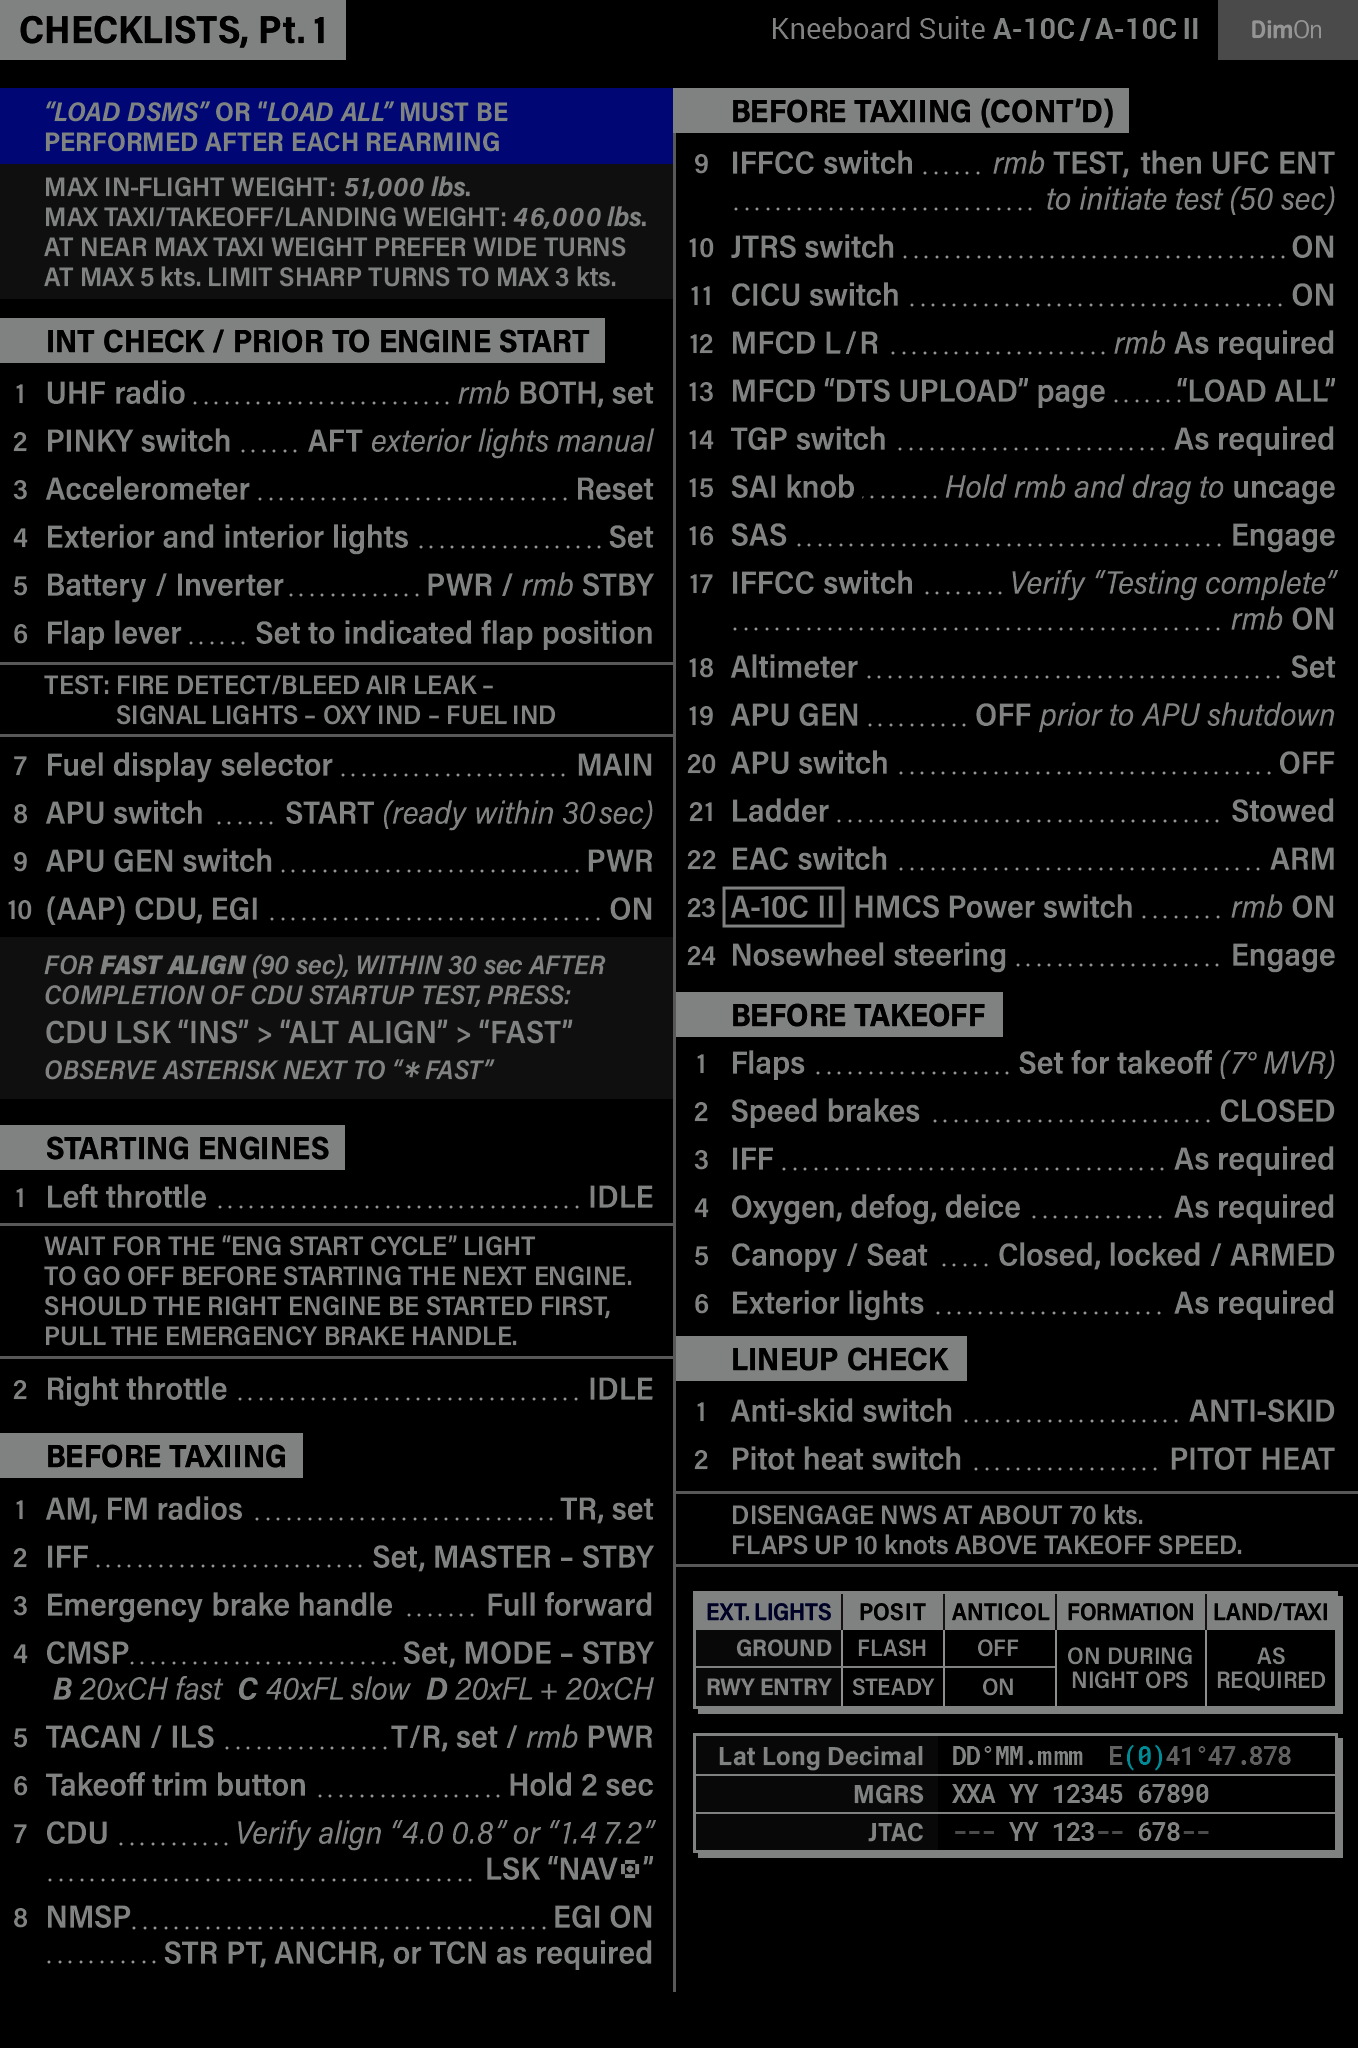 CHECKLISTS, Pt. 1
Kneeboard Suite A-10C / A-10C II
DimOn
“LOAD DSMS” OR “LOAD ALL” MUST BE
PERFORMED AFTER EACH REARMING
MAX IN-FLIGHT WEIGHT: 51,000 lbs.
MAX TAXI/TAKEOFF/LANDING WEIGHT: 46,000 lbs.
AT NEAR MAX TAXI WEIGHT PREFER WIDE TURNS
AT MAX 5 kts. LIMIT SHARP TURNS TO MAX 3 kts.
INT CHECK / PRIOR TO ENGINE START
1 UHF radio ......................... rmb BOTH, set
2 PINKY switch ...... AFT exterior lights manual
3 Accelerometer .............................. Reset
4 Exterior and interior lights .................. Set
5 Battery / Inverter ............. PWR / rmb STBY
6 Flap lever ...... Set to indicated flap position
TEST: FIRE DETECT/BLEED AIR LEAK –
SIGNAL LIGHTS – OXY IND – FUEL IND
7 Fuel display selector ...................... MAIN
8 APU switch ...... START (ready within 30 sec)
9 APU GEN switch ............................. PWR
10 (AAP) CDU, EGI ................................ ON
FOR FAST ALIGN (90 sec), WITHIN 30 sec AFTER
COMPLETION OF CDU STARTUP TEST, PRESS:
CDU LSK “INS” > “ALT ALIGN” > “FAST”
OBSERVE ASTERISK NEXT TO “* FAST”
STARTING ENGINES
1 Left throttle ................................... IDLE
WAIT FOR THE “ENG START CYCLE” LIGHT
TO GO OFF BEFORE STARTING THE NEXT ENGINE.
SHOULD THE RIGHT ENGINE BE STARTED FIRST,
PULL THE EMERGENCY BRAKE HANDLE.
2 Right throttle ................................. IDLE
BEFORE TAXIING
1 AM, FM radios ............................. TR, set
2 IFF .......................... Set, MASTER – STBY
3 Emergency brake handle ....... Full forward
4 CMSP .......................... Set, MODE – STBY
B 20xCH fast C 40xFL slow D 20xFL + 20xCH
5 TACAN / ILS ................ T/R, set / rmb PWR
6 Takeoff trim button .................. Hold 2 sec
7 CDU ........... Verify align “4.0 0.8” or “1.4 7.2”
......................................... LSK “NAV◘”
8 NMSP ........................................ EGI ON
........... STR PT, ANCHR, or TCN as required
BEFORE TAXIING (CONT’D)
9 IFFCC switch ...... rmb TEST, then UFC ENT
............................. to initiate test (50 sec)
10 JTRS switch ..................................... ON
11 CICU switch .................................... ON
12 MFCD L / R ..................... rmb As required
13 MFCD “DTS UPLOAD” page ....... “LOAD ALL”
14 TGP switch .......................... As required
15 SAI knob ........ Hold rmb and drag to uncage
16 SAS ......................................... Engage
17 IFFCC switch ........ Verify “Testing complete”
............................................... rmb ON
18 Altimeter ........................................ Set
19 APU GEN .......... OFF prior to APU shutdown
20 APU switch .................................... OFF
21 Ladder ..................................... Stowed
22 EAC switch ................................... ARM
23 A-10C II HMCS Power switch ........ rmb ON
24 Nosewheel steering .................... Engage
BEFORE TAKEOFF
1 Flaps ................... Set for takeoff (7° MVR)
2 Speed brakes ........................... CLOSED
3 IFF ..................................... As required
4 Oxygen, defog, deice ............. As required
5 Canopy / Seat ..... Closed, locked / ARMED
6 Exterior lights ...................... As required
LINEUP CHECK
1 Anti-skid switch ..................... ANTI-SKID
2 Pitot heat switch .................. PITOT HEAT
DISENGAGE NWS AT ABOUT 70 kts.
FLAPS UP 10 knots ABOVE TAKEOFF SPEED.
EXT. LIGHTS POSIT ANTICOL FORMATION LAND/TAXI
GROUND FLASH OFF ON DURING NIGHT OPS AS REQUIRED
RWY ENTRY STEADY ON
Lat Long Decimal DD°MM.mmm E(0)41°47.878
MGRS XXA YY 12345 67890
JTAC --- YY 123-- 678--